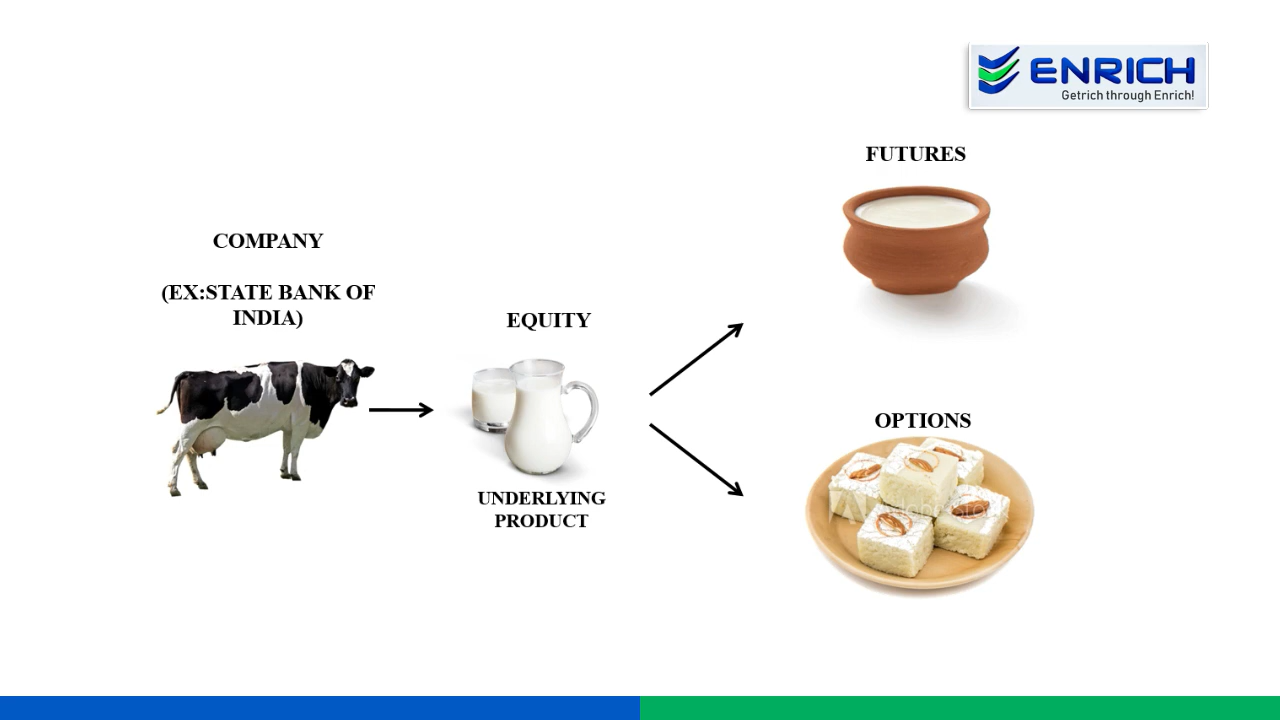 ENRICH
Getrich through Enrich!
FUTURES
COMPANY
(EX:STATE BANK OF
INDIA)
EQUITY
OPTIONS
UNDERLYING
PRODUCT